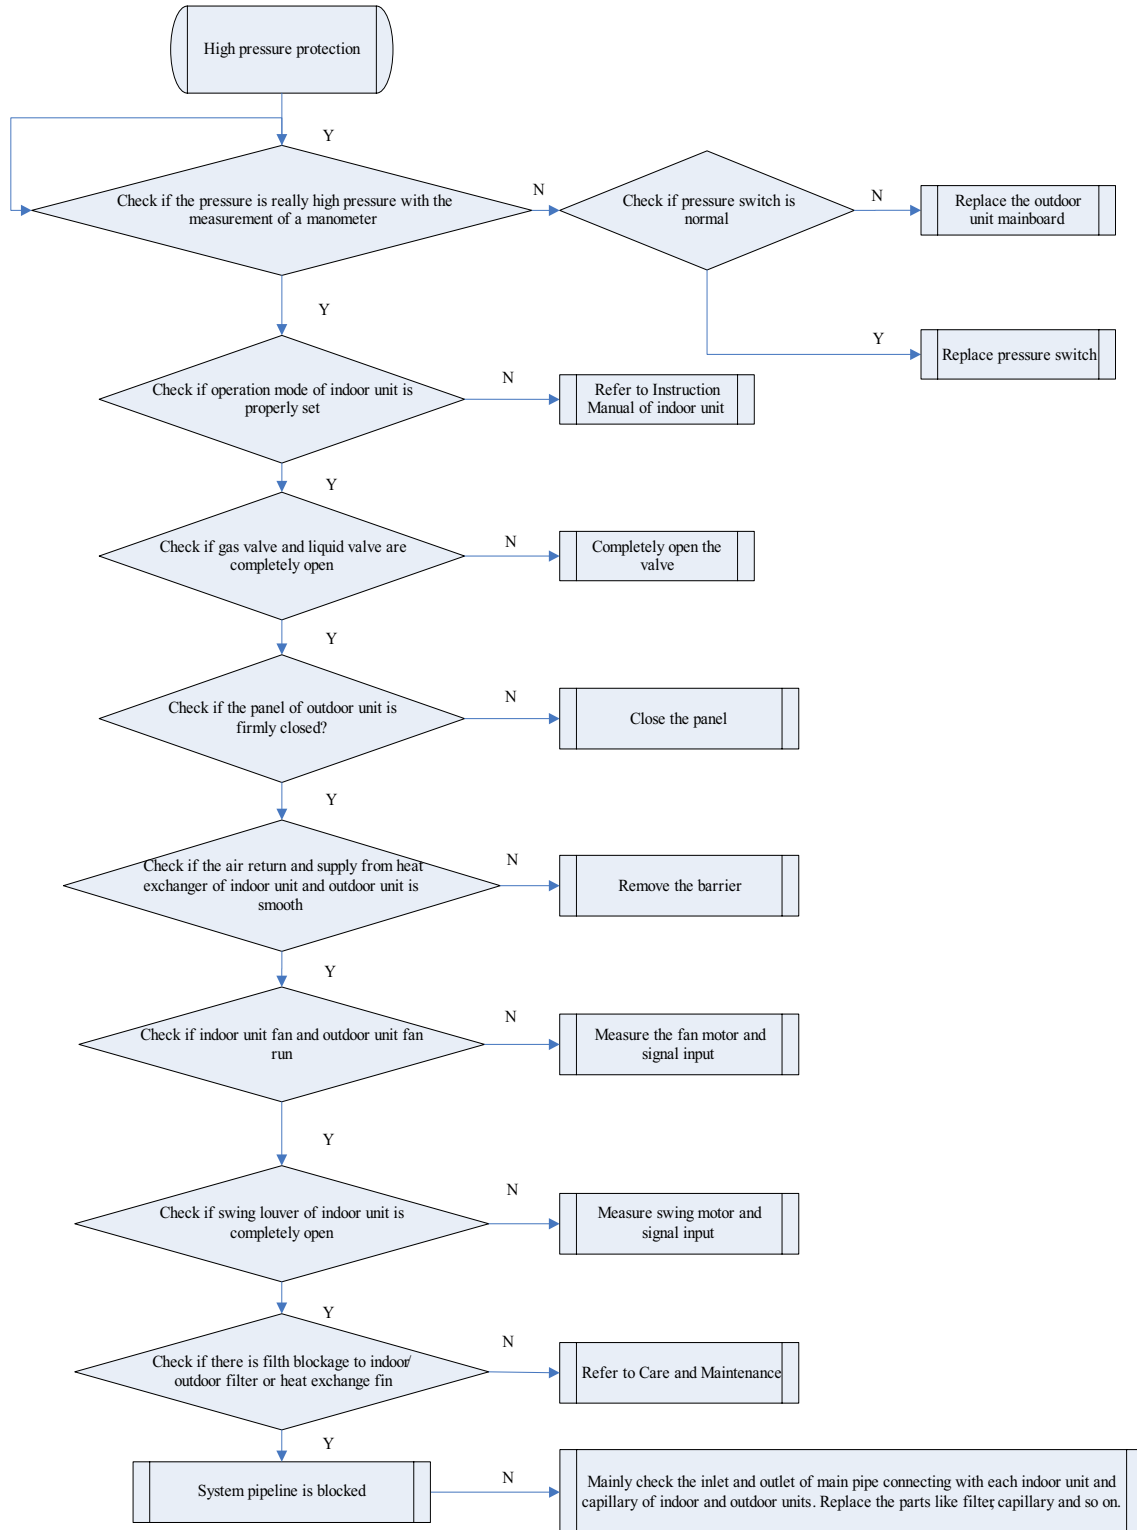 High pressure protection
Y
Check if the pressure is really high pressure with the
measurement of a manometer
N
Check if pressure switch is
normal
N
Replace the outdoor
unit mainboard
Y
Replace pressure switch
Y
Check if operation mode of indoor unit is
properly set
N
Refer to Instruction
Manual of indoor unit
Y
Check if gas valve and liquid valve are
completely open
N
Completely open the
valve
Y
Check if the panel of outdoor unit is
firmly closed?
N
Close the panel
Y
Check if the air return and supply from heat
exchanger of indoor unit and outdoor unit is
smooth
N
Remove the barrier
Y
Check if indoor unit fan and outdoor unit fan
run
N
Measure the fan motor and
signal input
Y
Check if swing louver of indoor unit is
completely open
N
Measure swing motor and
signal input
Y
Check if there is filth blockage to indoor/
outdoor filter or heat exchange fin
N
Refer to Care and Maintenance
Y
System pipeline is blocked
N
Mainly check the inlet and outlet of main pipe connecting with each indoor unit and
capillary of indoor and outdoor units. Replace the parts like filter, capillary and so on.